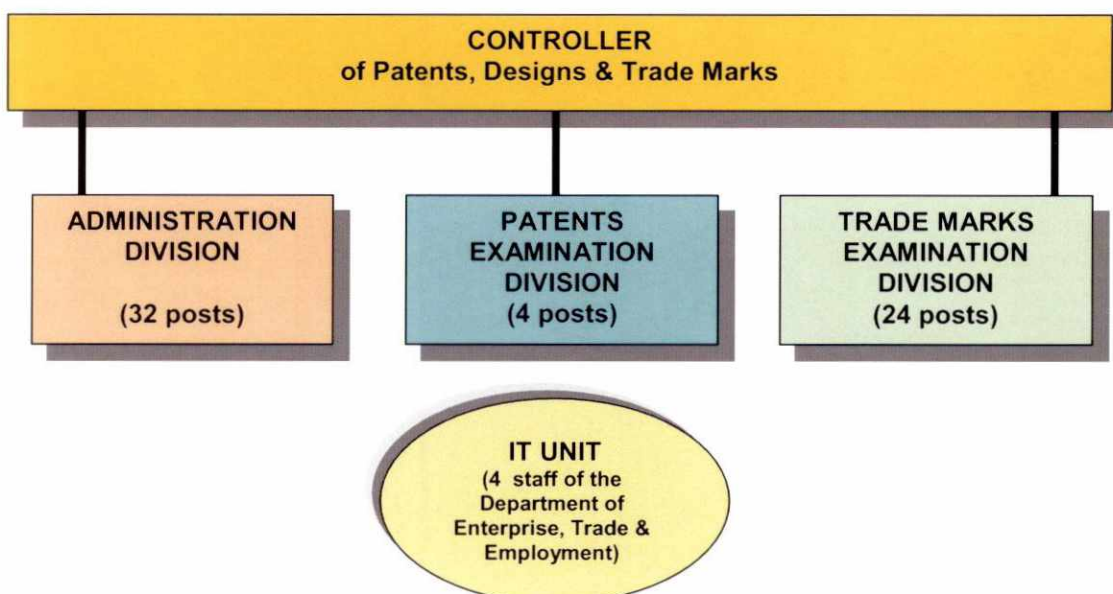 CONTROLLER
of Patents, Designs & Trade Marks
ADMINISTRATION
DIVISION
(32 posts)
PATENTS
EXAMINATION
DIVISION
(4 posts)
TRADE MARKS
EXAMINATION
DIVISION
(24 posts)
IT UNIT
(4 staff of the
Department of
Enterprise, Trade &
Employment)